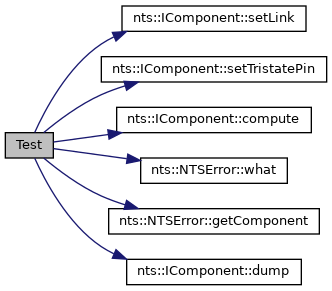 nts::IComponent::setLink
nts::IComponent::setTristatePin
nts::IComponent::compute
Test
nts::NTSError::what
nts::NTSError::getComponent
nts::IComponent::dump